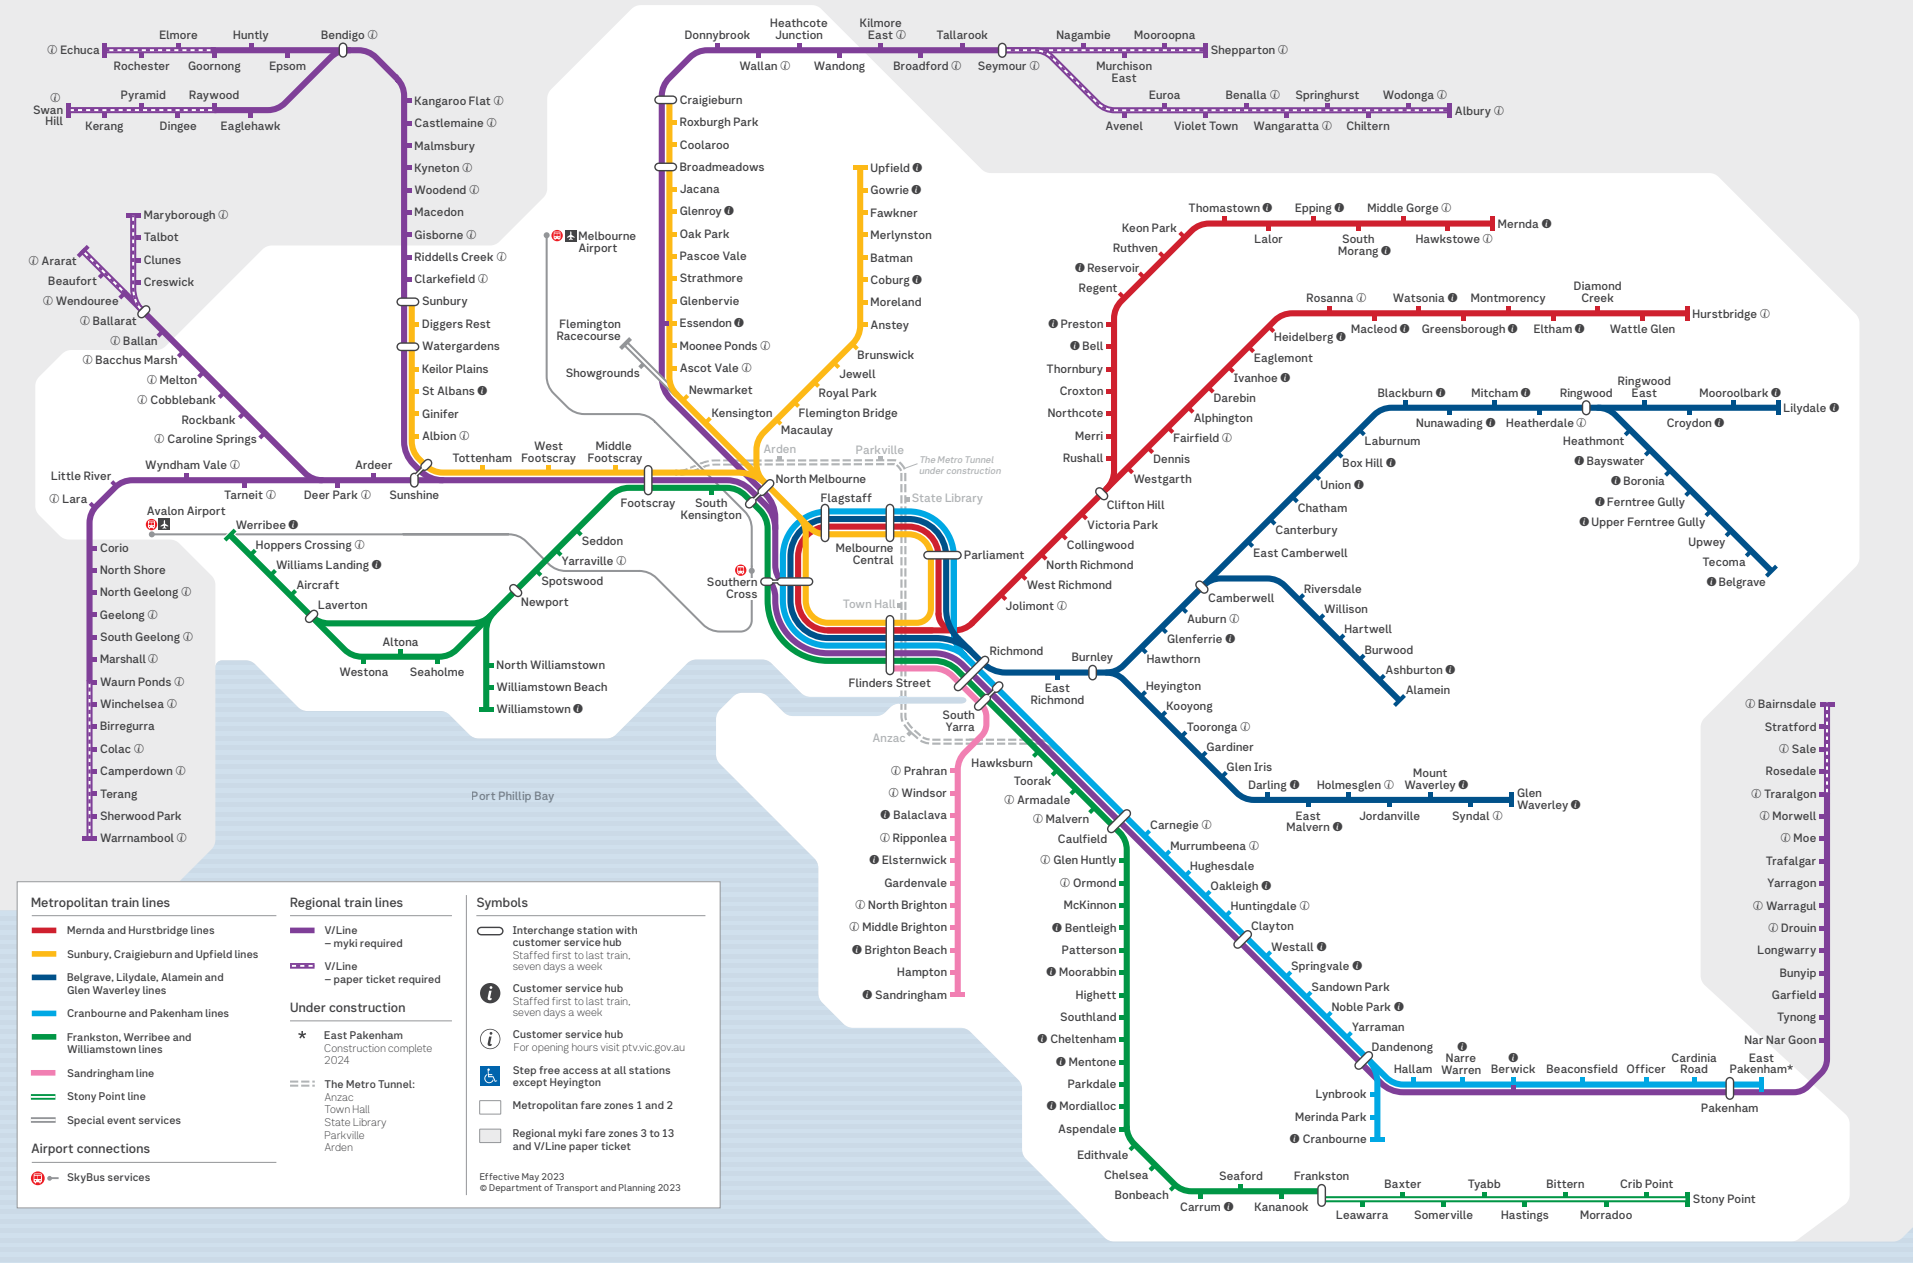 Echuca
Elmore
Huntly
Bendigo
Rochester
Goornong
Epsom
Swan
Hill
Pyramid
Raywood
Kerang
Dingee
Eaglehawk
Kangaroo Flat
Castlemaine
Malmsbury
Kyneton
Woodend
Macedon
Gisborne
Riddells Creek
Clarkefield
Sunbury
Diggers Rest
Watergardens
Keilor Plains
St Albans
Ginifer
Albion
Maryborough
Talbot
Clunes
Creswick
Ararat
Beaufort
Wendouree
Ballarat
Ballan
Bacchus Marsh
Melton
Cobblebank
Rockbank
Caroline Springs
Little River
Wyndham Vale
Ardeer
Lara
Tarneit
Deer Park
Sunshine
Tottenham
West
Footscray
Middle
Footscray
Footscray
South
Kensington
Donnybrook
Heathcote
Junction
Kilmore
East
Tallarook
Wallan
Wandong
Broadford
Seymour
Nagambie
Mooroopna
Shepparton
Murchison
East
Euroa
Benalla
Springhurst
Wodonga
Albury
Avenel
Violet Town
Wangaratta
Chiltern
Craigieburn
Roxburgh Park
Coolaroo
Broadmeadows
Jacana
Glenroy
Oak Park
Pascoe Vale
Strathmore
Glenbervie
Essendon
Moonee Ponds
Ascot Vale
Newmarket
Kensington
Melbourne
Airport
Flemington
Racecourse
Showgrounds
Upfield
Gowrie
Fawkner
Merlynston
Batman
Coburg
Moreland
Anstey
Brunswick
Jewell
Royal Park
Flemington Bridge
Macaulay
Arden
Parkville
The Metro Tunnel
under construction
State Library
Town Hall
Anzac
North Melbourne
Flagstaff
Melbourne
Central
Parliament
Southern
Cross
Flinders Street
Richmond
South
Yarra
Thomastown
Epping
Middle Gorge
Mernda
Keon Park
Lalor
South
Morang
Hawkstowe
Ruthven
Reservoir
Regent
Preston
Bell
Thornbury
Croxton
Northcote
Merri
Rushall
Rosanna
Watsonia
Montmorency
Diamond
Creek
Hurstbridge
Macleod
Greensborough
Eltham
Wattle Glen
Heidelberg
Eaglemont
Ivanhoe
Darebin
Alphington
Fairfield
Dennis
Westgarth
Clifton Hill
Victoria Park
Collingwood
North Richmond
West Richmond
Jolimont
Blackburn
Mitcham
Ringwood
Ringwood
East
Mooroolbark
Lilydale
Nunawading
Heatherdale
Croydon
Laburnum
Box Hill
Union
Chatham
Canterbury
East Camberwell
Camberwell
Auburn
Glenferrie
Hawthorn
Heathmont
Bayswater
Boronia
Ferntree Gully
Upper Ferntree Gully
Upwey
Tecoma
Belgrave
Riversdale
Willison
Hartwell
Burwood
Ashburton
Alamein
Burnley
East
Richmond
Heyington
Kooyong
Tooronga
Gardiner
Glen Iris
Darling
Holmesglen
Mount
Waverley
Glen
Waverley
East
Malvern
Jordanville
Syndal
Avalon Airport
Werribee
Hoppers Crossing
Williams Landing
Aircraft
Laverton
Altona
Westona
Seaholme
Seddon
Yarraville
Spotswood
Newport
North Williamstown
Williamstown Beach
Williamstown
Corio
North Shore
North Geelong
Geelong
South Geelong
Marshall
Waurn Ponds
Winchelsea
Birregurra
Colac
Camperdown
Terang
Sherwood Park
Warrnambool
Port Phillip Bay
Prahran
Windsor
Balaclava
Ripponlea
Elsternwick
Gardenvale
North Brighton
Middle Brighton
Brighton Beach
Hampton
Sandringham
Hawksburn
Toorak
Armadale
Malvern
Caulfield
Glen Huntly
Ormond
McKinnon
Bentleigh
Patterson
Moorabbin
Highett
Southland
Cheltenham
Mentone
Parkdale
Mordialloc
Aspendale
Edithvale
Chelsea
Bonbeach
Carrum
Seaford
Kananook
Frankston
Leawarra
Baxter
Somerville
Tyabb
Hastings
Bittern
Morradoo
Crib Point
Stony Point
Carnegie
Murrumbeena
Hughesdale
Oakleigh
Huntingdale
Clayton
Westall
Springvale
Sandown Park
Noble Park
Yarraman
Dandenong
Lynbrook
Merinda Park
Cranbourne
Hallam
Narre
Warren
Berwick
Beaconsfield
Officer
Cardinia
Road
East
Pakenham*
Pakenham
Bairnsdale
Stratford
Sale
Rosedale
Traralgon
Morwell
Moe
Trafalgar
Yarragon
Warragul
Drouin
Longwarry
Bunyip
Garfield
Tynong
Nar Nar Goon
Metropolitan train lines
Mernda and Hurstbridge lines
Sunbury, Craigieburn and Upfield lines
Belgrave, Lilydale, Alamein and
Glen Waverley lines
Cranbourne and Pakenham lines
Frankston, Werribee and
Williamstown lines
Sandringham line
Stony Point line
Special event services
Airport connections
SkyBus services
Regional train lines
V/Line
– myki required
V/Line
– paper ticket required
Under construction
* East Pakenham
Construction complete
2024
The Metro Tunnel:
Anzac
Town Hall
State Library
Parkville
Arden
Symbols
Interchange station with
customer service hub
Staffed first to last train,
seven days a week
Customer service hub
Staffed first to last train,
seven days a week
Customer service hub
For opening hours visit ptv.vic.gov.au
Step free access at all stations
except Heyington
Metropolitan fare zones 1 and 2
Regional myki fare zones 3 to 13
and V/Line paper ticket
Effective May 2023
© Department of Transport and Planning 2023